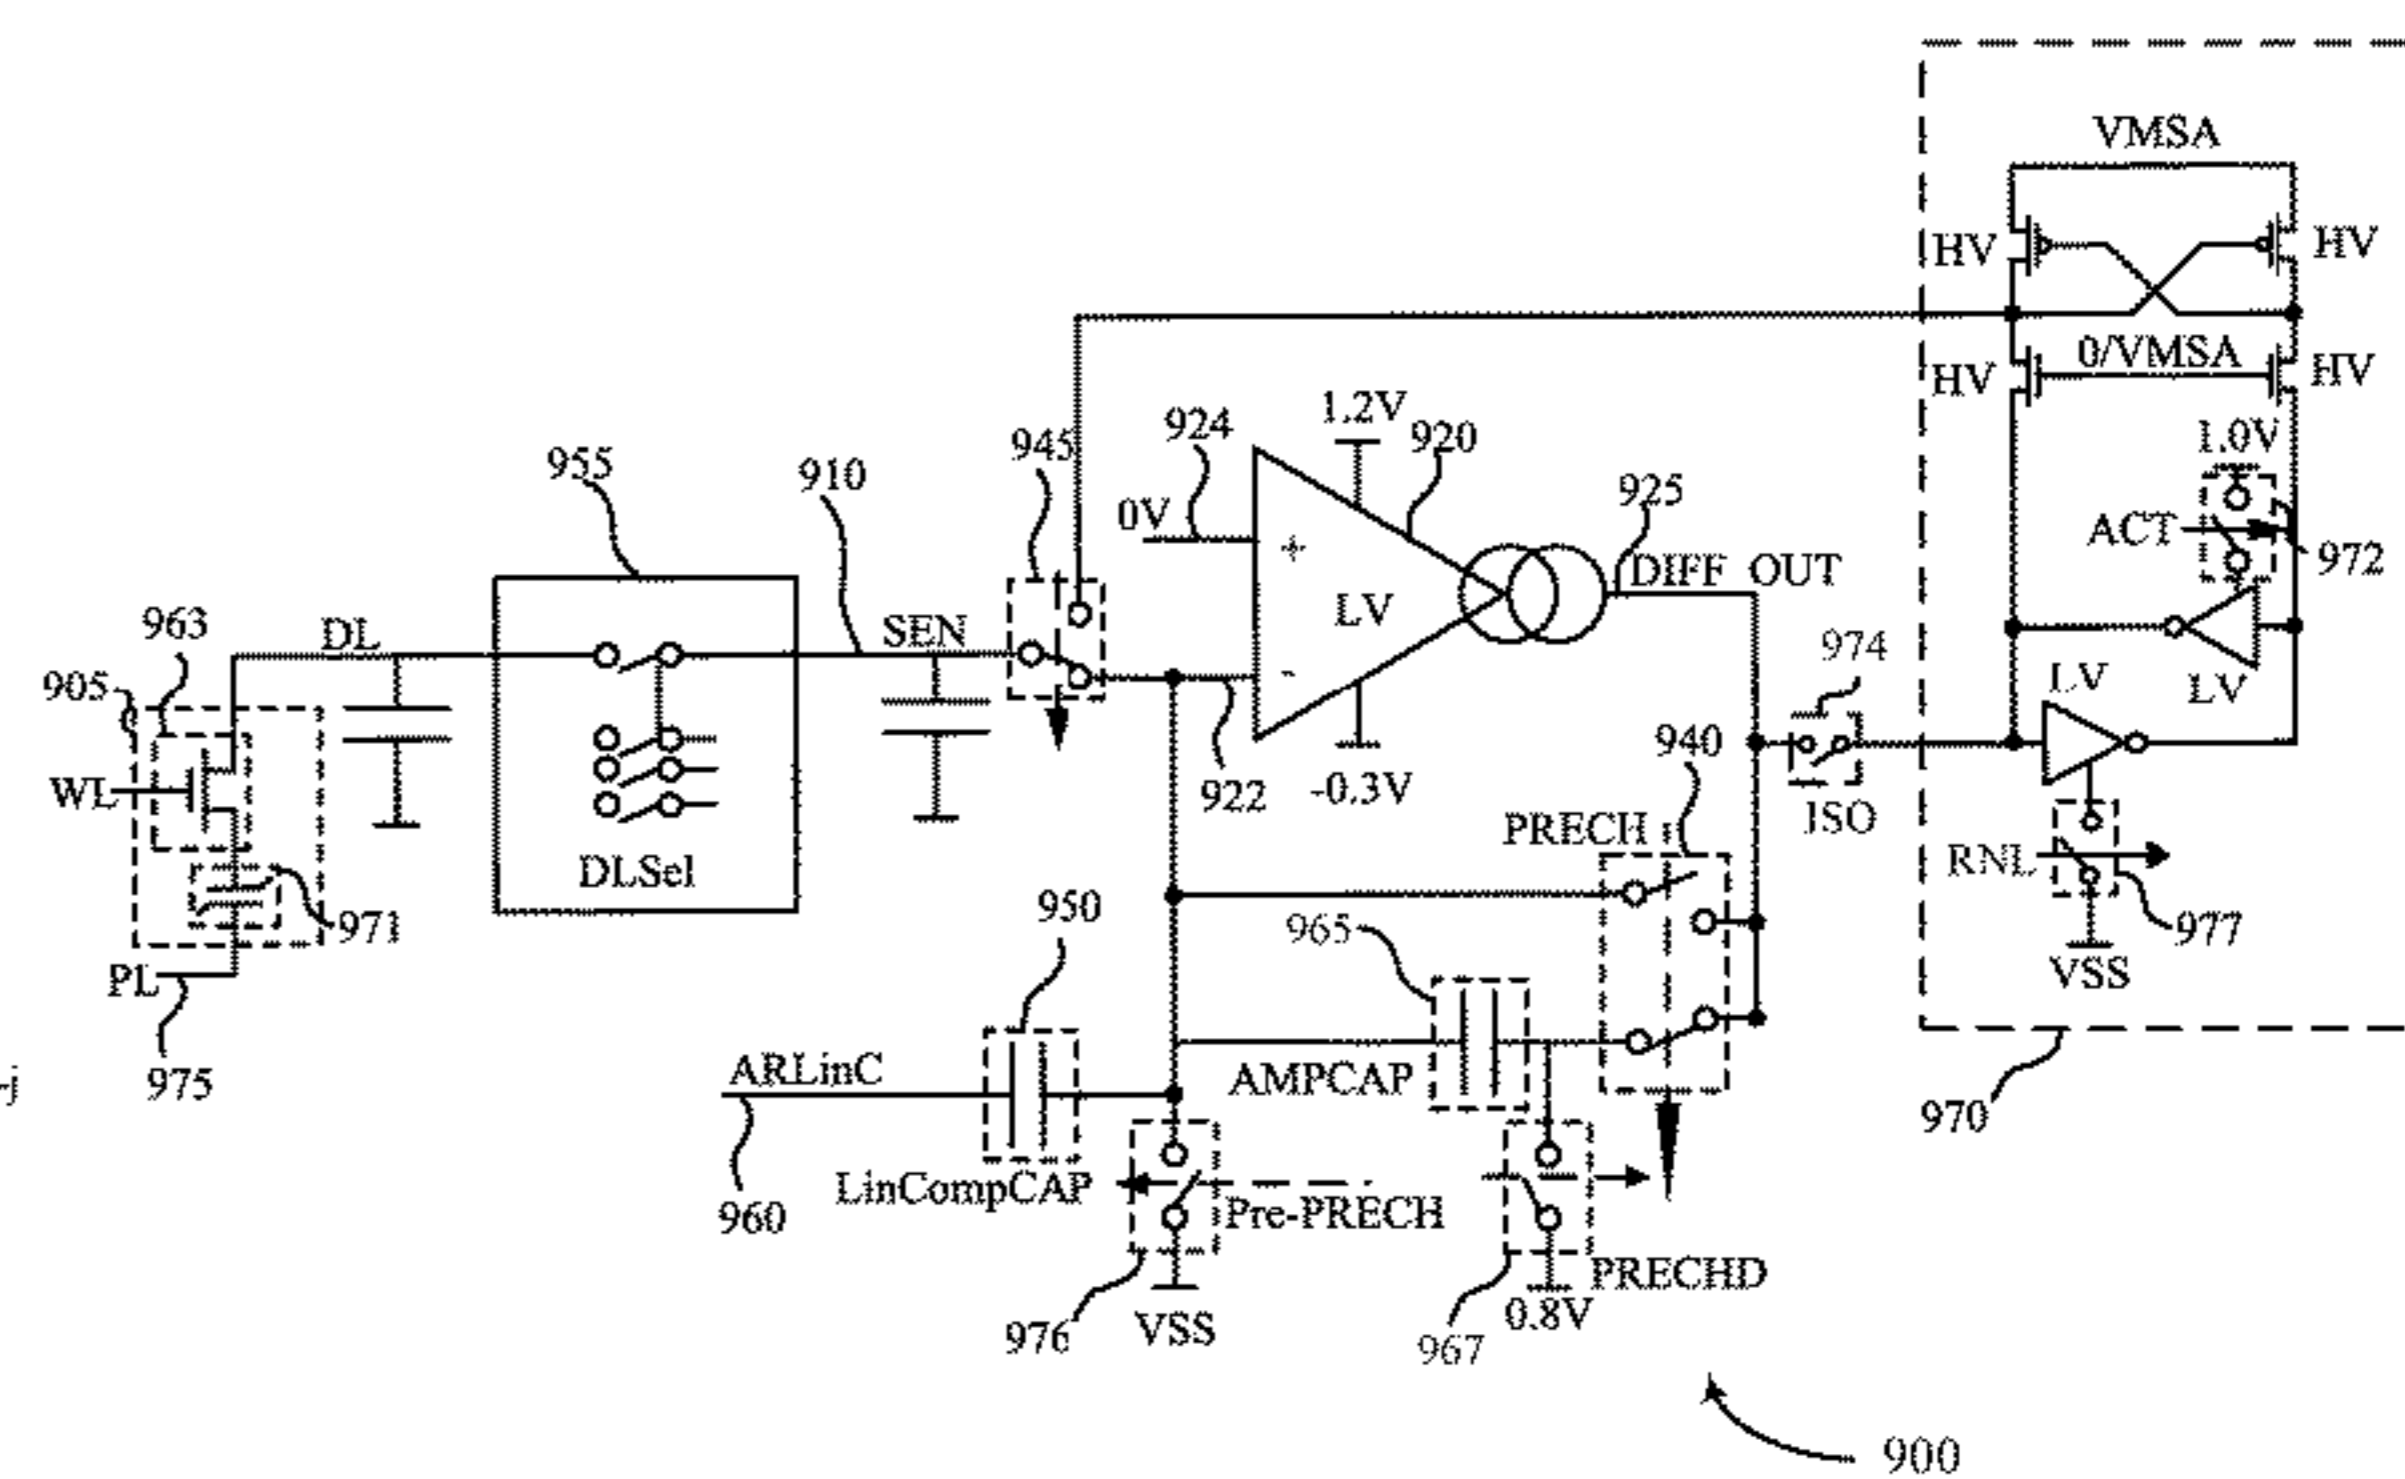 VMSA
HV
HV
0/VMSA
HV
HV
1.0V
ACT
972
LV
LV
924
1.2V
920
945
0V
+
LV
-
925
DIFF OUT
955
910
963
DL
SEN
974
905
922
-0.3V
940
ISO
WL
PRECH
RNL
DLSel
971
950
965
977
VSS
PL
975
ARLinC
AMPCAP
970
-j
960
LinCompCAP
Pre-PRECH
PRECHD
976
VSS
967
0.8V
900